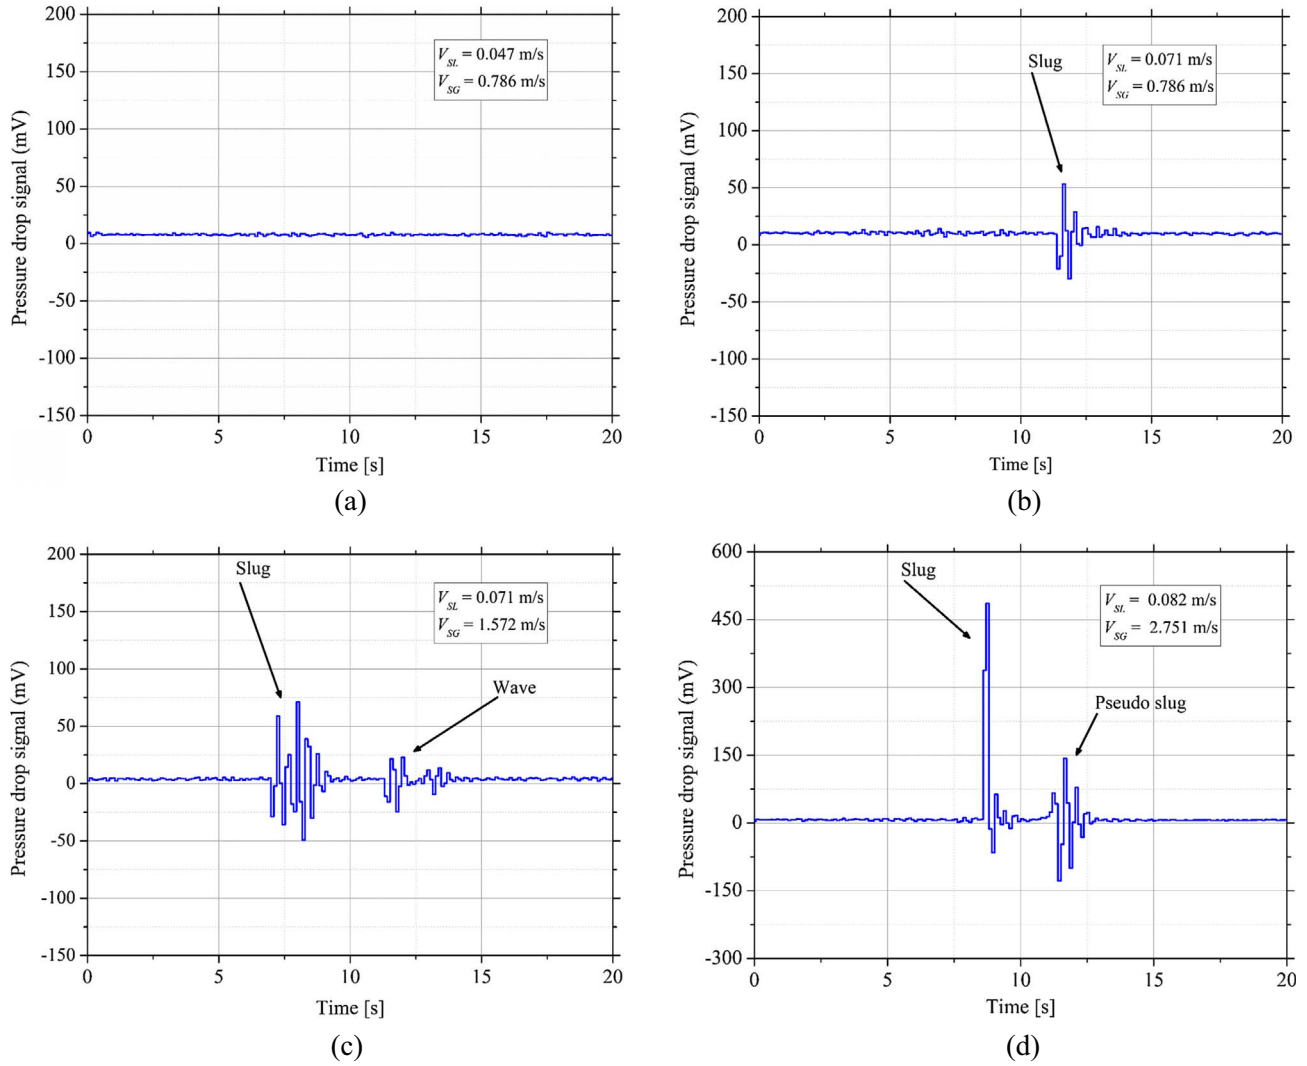 200
150
100
50
0
-50
-100
-150
0 5 10 15 20
Pressure drop signal (mV)
Time [s]
V_SL = 0.047 m/s
V_SG = 0.786 m/s
(a)
200
150
100
50
0
-50
-100
-150
0 5 10 15 20
Pressure drop signal (mV)
Time [s]
Slug
V_SL = 0.071 m/s
V_SG = 0.786 m/s
(b)
200
150
100
50
0
-50
-100
-150
0 5 10 15 20
Pressure drop signal (mV)
Time [s]
Slug
V_SL = 0.071 m/s
V_SG = 1.572 m/s
Wave
(c)
600
450
300
150
0
-150
-300
0 5 10 15 20
Pressure drop signal (mV)
Time [s]
Slug
V_SL = 0.082 m/s
V_SG = 2.751 m/s
Pseudo slug
(d)